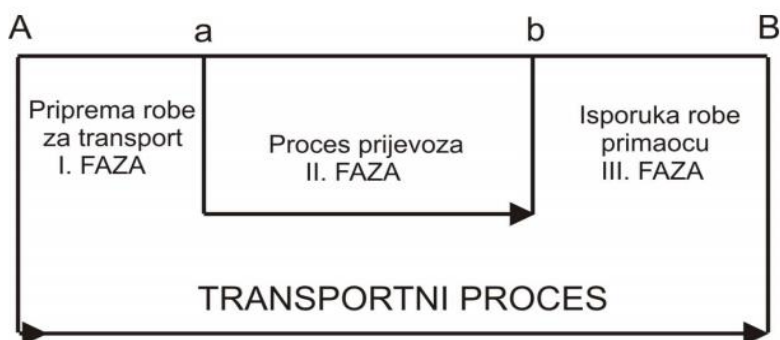 A a b B
Priprema robe
za transport
I. FAZA
Proces prijevoza
II. FAZA
Isporuka robe
primaocu
III. FAZA
TRANSPORTNI PROCES